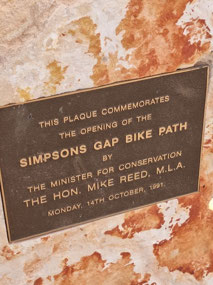 THIS PLAQUE COMMEMORATES
THE OPENING OF THE
SIMPSONS GAP BIKE PATH
BY
THE MINISTER FOR CONSERVATION
THE HON. MIKE REED, M.L.A.
MONDAY, 14TH OCTOBER, 1991.